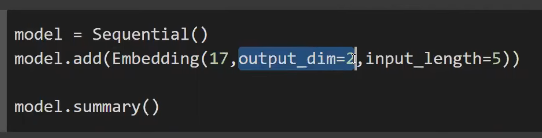 model = Sequential()
model.add(Embedding(17,output_dim=2,input_length=5))
model.summary()